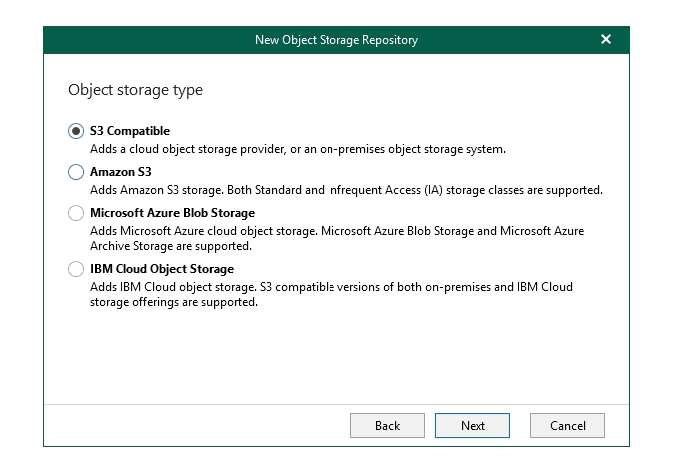 New Object Storage Repository
Object storage type
S3 Compatible
Adds a cloud object storage provider, or an on-premises object storage system.
Amazon S3
Adds Amazon S3 storage. Both Standard and nfrequent Access (IA) storage classes are supported.
Microsoft Azure Blob Storage
Adds Microsoft Azure cloud object storage. Microsoft Azure Blob Storage and Microsoft Azure
Archive Storage are supported.
IBM Cloud Object Storage
Adds IBM Cloud object storage. S3 compatible versions of both on-premises and IBM Cloud
storage offerings are supported.
Back Next Cancel